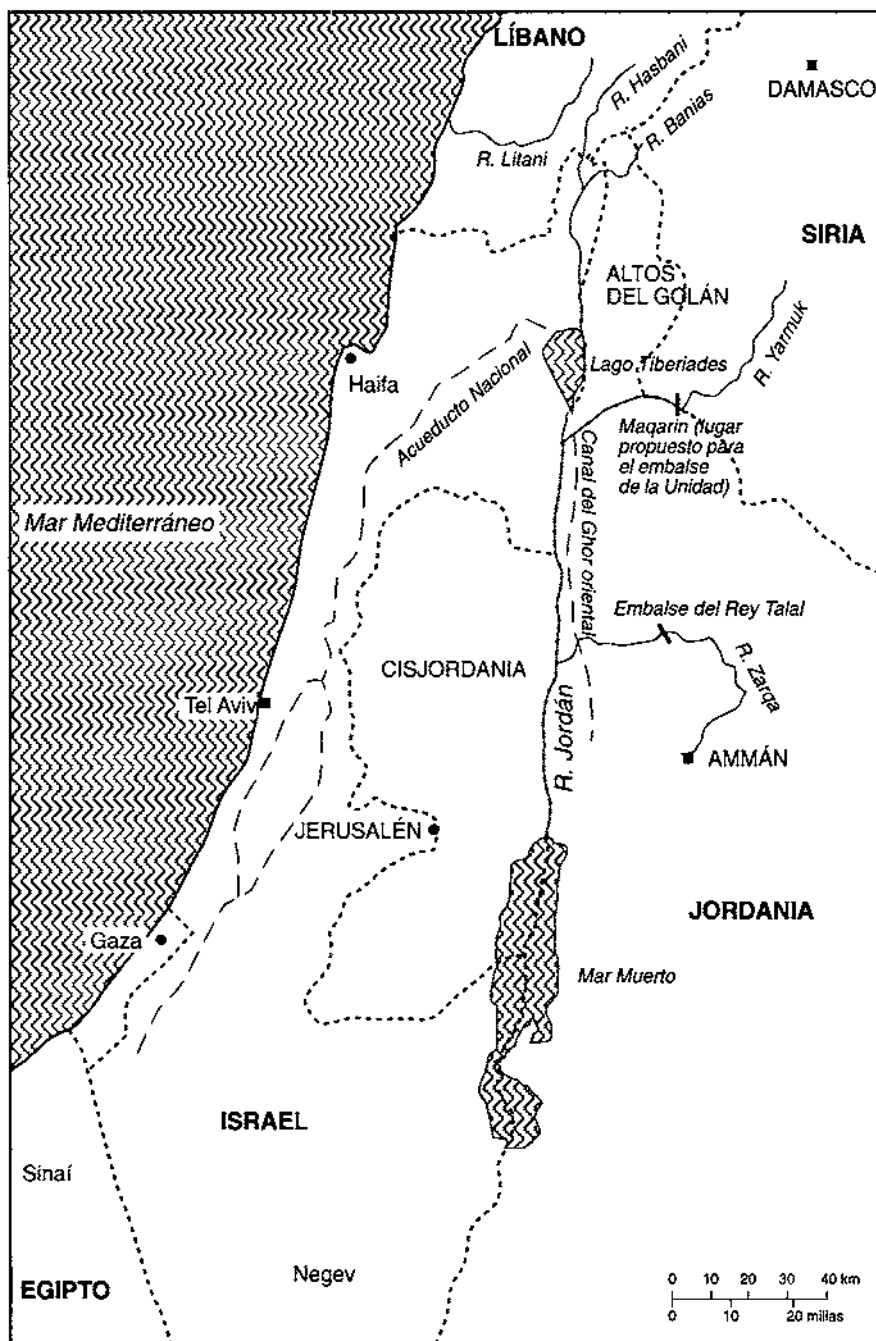 LÍBANO
R. Hasbani
DAMASCO
R. Banias
R. Litani
SIRIA
ALTOS
DEL GOLÁN
R. Yarmuk
Haifa
Acueducto Nacional
Lago Tiberiades
Maqarin (lugar
propuesto para
el embalse
de la Unidad)
Canal del Ghor oriental
Mar Mediterráneo
Embalse del Rey Talal
CISJORDANIA
R. Zarqa
Tel Aviv
R. Jordán
AMMÁN
JERUSALÉN
JORDANIA
Gaza
Mar Muerto
ISRAEL
Sinaí
Negev
EGIPTO
0 10 20 30 40 km
0 10 20 millas